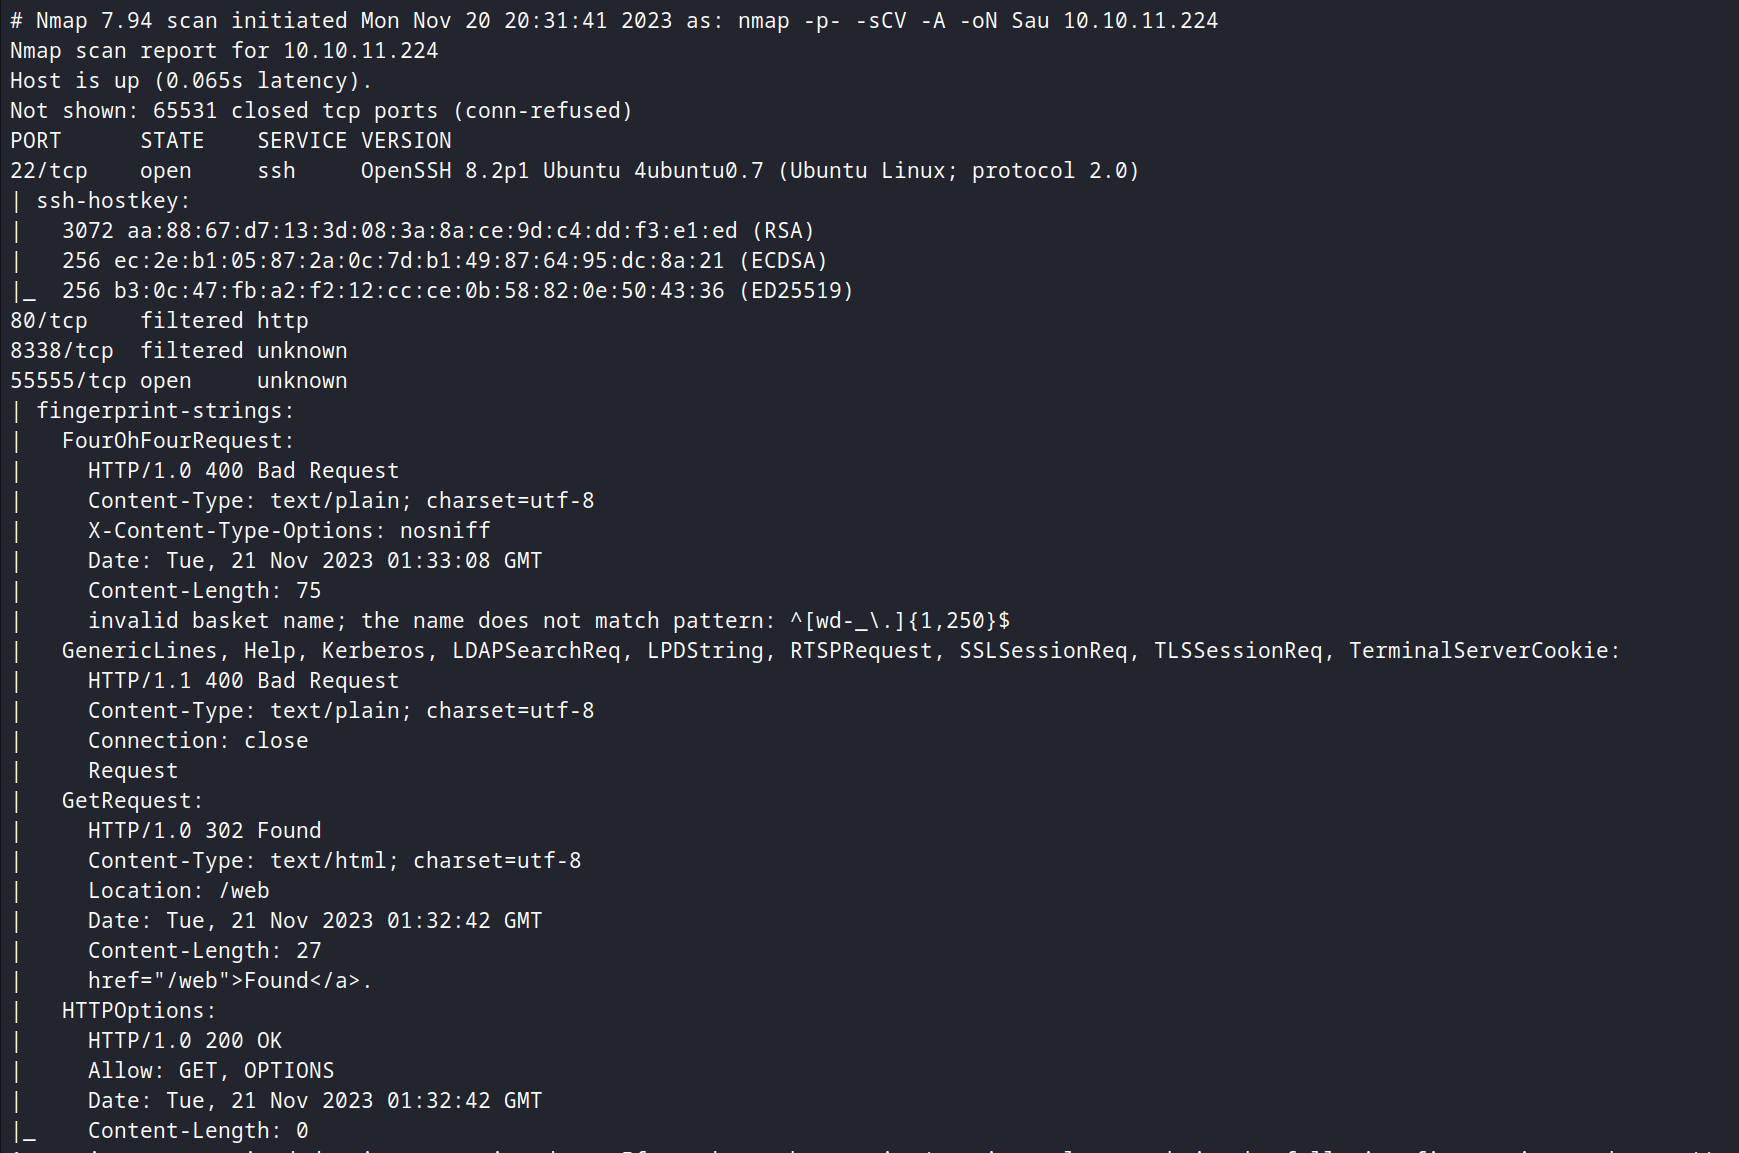 # Nmap 7.94 scan initiated Mon Nov 20 20:31:41 2023 as: nmap -p- -sCV -A -oN Sau 10.10.11.224
Nmap scan report for 10.10.11.224
Host is up (0.065s latency).
Not shown: 65531 closed tcp ports (conn-refused)
PORT      STATE    SERVICE VERSION
22/tcp    open     ssh     OpenSSH 8.2p1 Ubuntu 4ubuntu0.7 (Ubuntu Linux; protocol 2.0)
| ssh-hostkey:
|   3072 aa:88:67:d7:13:3d:08:3a:8a:ce:9d:c4:dd:f3:e1:ed (RSA)
|   256 ec:2e:b1:05:87:2a:0c:7d:b1:49:87:64:95:dc:8a:21 (ECDSA)
|_  256 b3:0c:47:fb:a2:f2:12:cc:ce:0b:58:82:0e:50:43:36 (ED25519)
80/tcp    filtered http
8338/tcp  filtered unknown
55555/tcp open     unknown
| fingerprint-strings:
|   FourOhFourRequest:
|     HTTP/1.0 400 Bad Request
|     Content-Type: text/plain; charset=utf-8
|     X-Content-Type-Options: nosniff
|     Date: Tue, 21 Nov 2023 01:33:08 GMT
|     Content-Length: 75
|     invalid basket name; the name does not match pattern: ^[wd-_\.]{1,250}$
|   GenericLines, Help, Kerberos, LDAPSearchReq, LPDString, RTSPRequest, SSLSessionReq, TLSSessionReq, TerminalServerCookie:
|     HTTP/1.1 400 Bad Request
|     Content-Type: text/plain; charset=utf-8
|     Connection: close
|     Request
|   GetRequest:
|     HTTP/1.0 302 Found
|     Content-Type: text/html; charset=utf-8
|     Location: /web
|     Date: Tue, 21 Nov 2023 01:32:42 GMT
|     Content-Length: 27
|     href="/web">Found</a>.
|   HTTPOptions:
|     HTTP/1.0 200 OK
|     Allow: GET, OPTIONS
|     Date: Tue, 21 Nov 2023 01:32:42 GMT
|_    Content-Length: 0